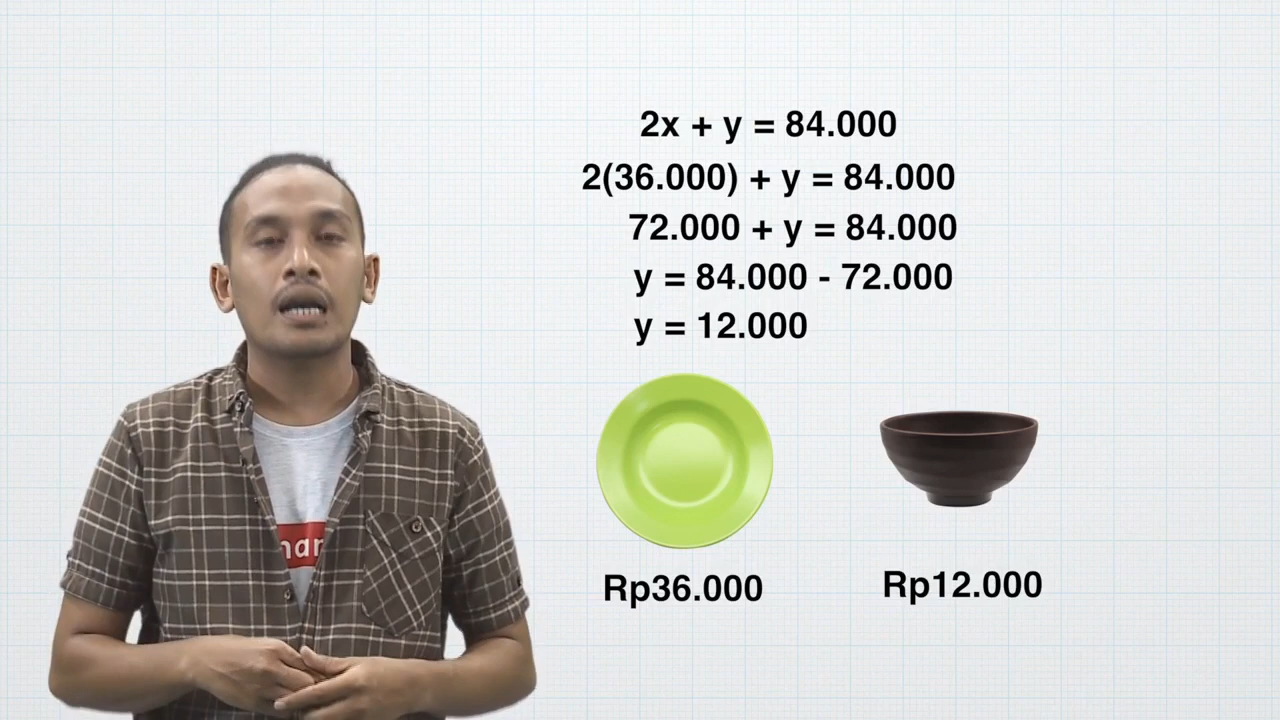 2x + y = 84.000
2(36.000) + y = 84.000
72.000 + y = 84.000
y = 84.000 - 72.000
y = 12.000
Rp36.000
Rp12.000